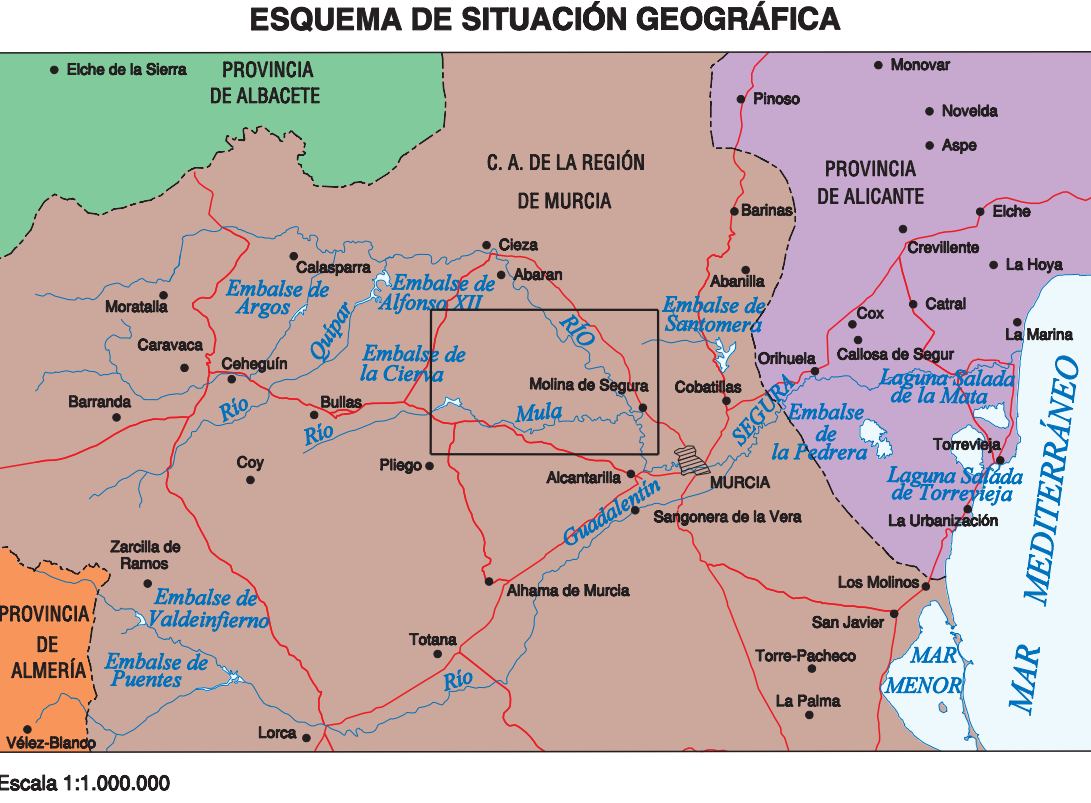 ESQUEMA DE SITUACIÓN GEOGRÁFICA
Elche de la Sierra
PROVINCIA
DE ALBACETE
Monovar
Pinoso
Novelda
Aspe
C. A. DE LA REGIÓN
DE MURCIA
PROVINCIA
DE ALICANTE
Barinas
Elche
Cieza
Crevillente
Calasparra
Abaran
La Hoya
Abanilla
Embalse de
Argos
Embalse de
Alfonso XII
Moratalla
Quipar
Embalse de
Santomera
Catral
Cox
RÍO
La Marina
Caravaca
Ceheguín
Embalse de
la Cierva
Orihuela
Callosa de Segur
Molina de Segura
Cobatillas
Laguna Salada
de la Mata
Barranda
Río
Bullas
Río
Mula
SEGURA
Embalse
de
la Pedrera
Torrevieja
Coy
Pliego
Alcantarilla
MURCIA
Laguna Salada
de Torrevieja
Guadalentín
Sangonera de la Vera
La Urbanización
MAR MEDITERRÁNEO
Zarcilla de
Ramos
Embalse de
Valdeinfierno
Alhama de Murcia
Los Molinos
San Javier
PROVINCIA
DE
ALMERÍA
Embalse de
Puentes
Totana
Río
Torre-Pacheco
MAR
MENOR
La Palma
Vélez-Blanco
Lorca
Escala 1:1.000.000